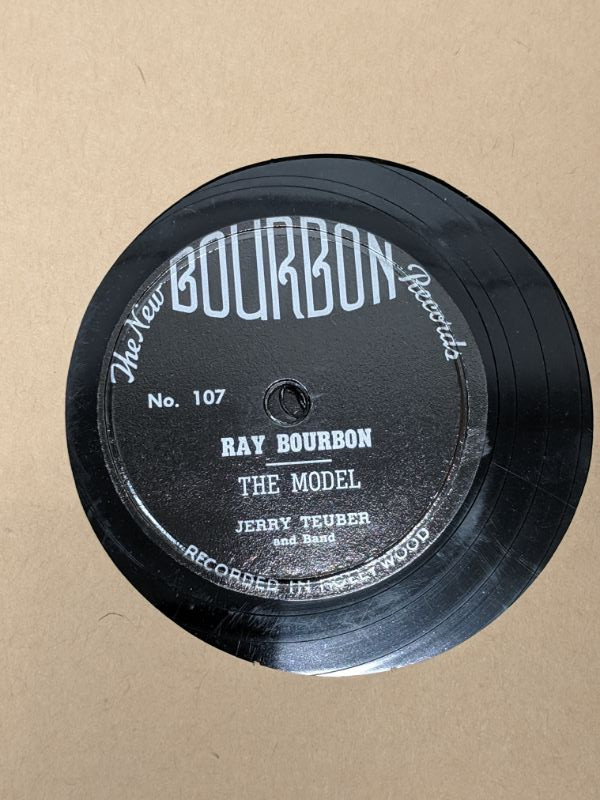 The New BOURBON Records
No. 107
RAY BOURBON
THE MODEL
JERRY TEUBER
and Band
RECORDED IN HOLLYWOOD